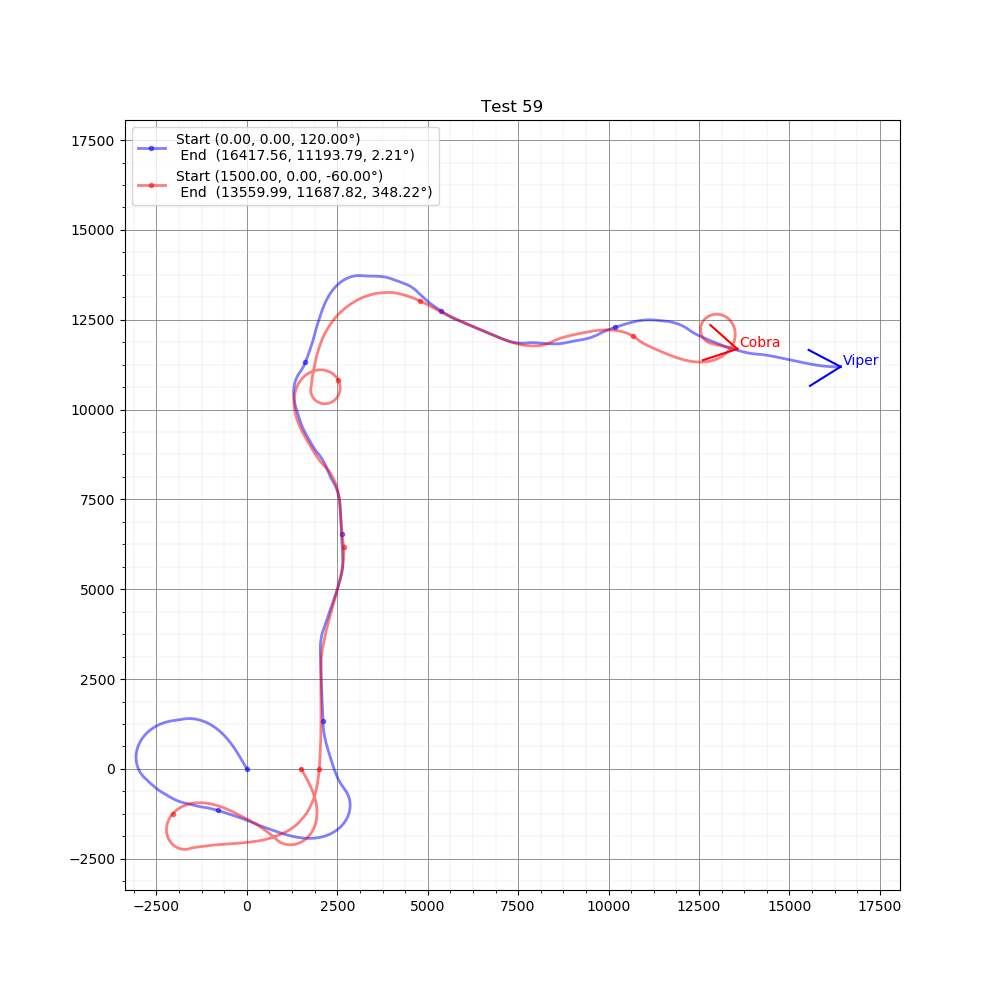 Test 59
Start (0.00, 0.00, 120.00°)
End (16417.56, 11193.79, 2.21°)
Start (1500.00, 0.00, -60.00°)
End (13559.99, 11687.82, 348.22°)
17500
15000
12500
10000
7500
5000
2500
0
−2500
Cobra
Viper
−2500 0 2500 5000 7500 10000 12500 15000 17500